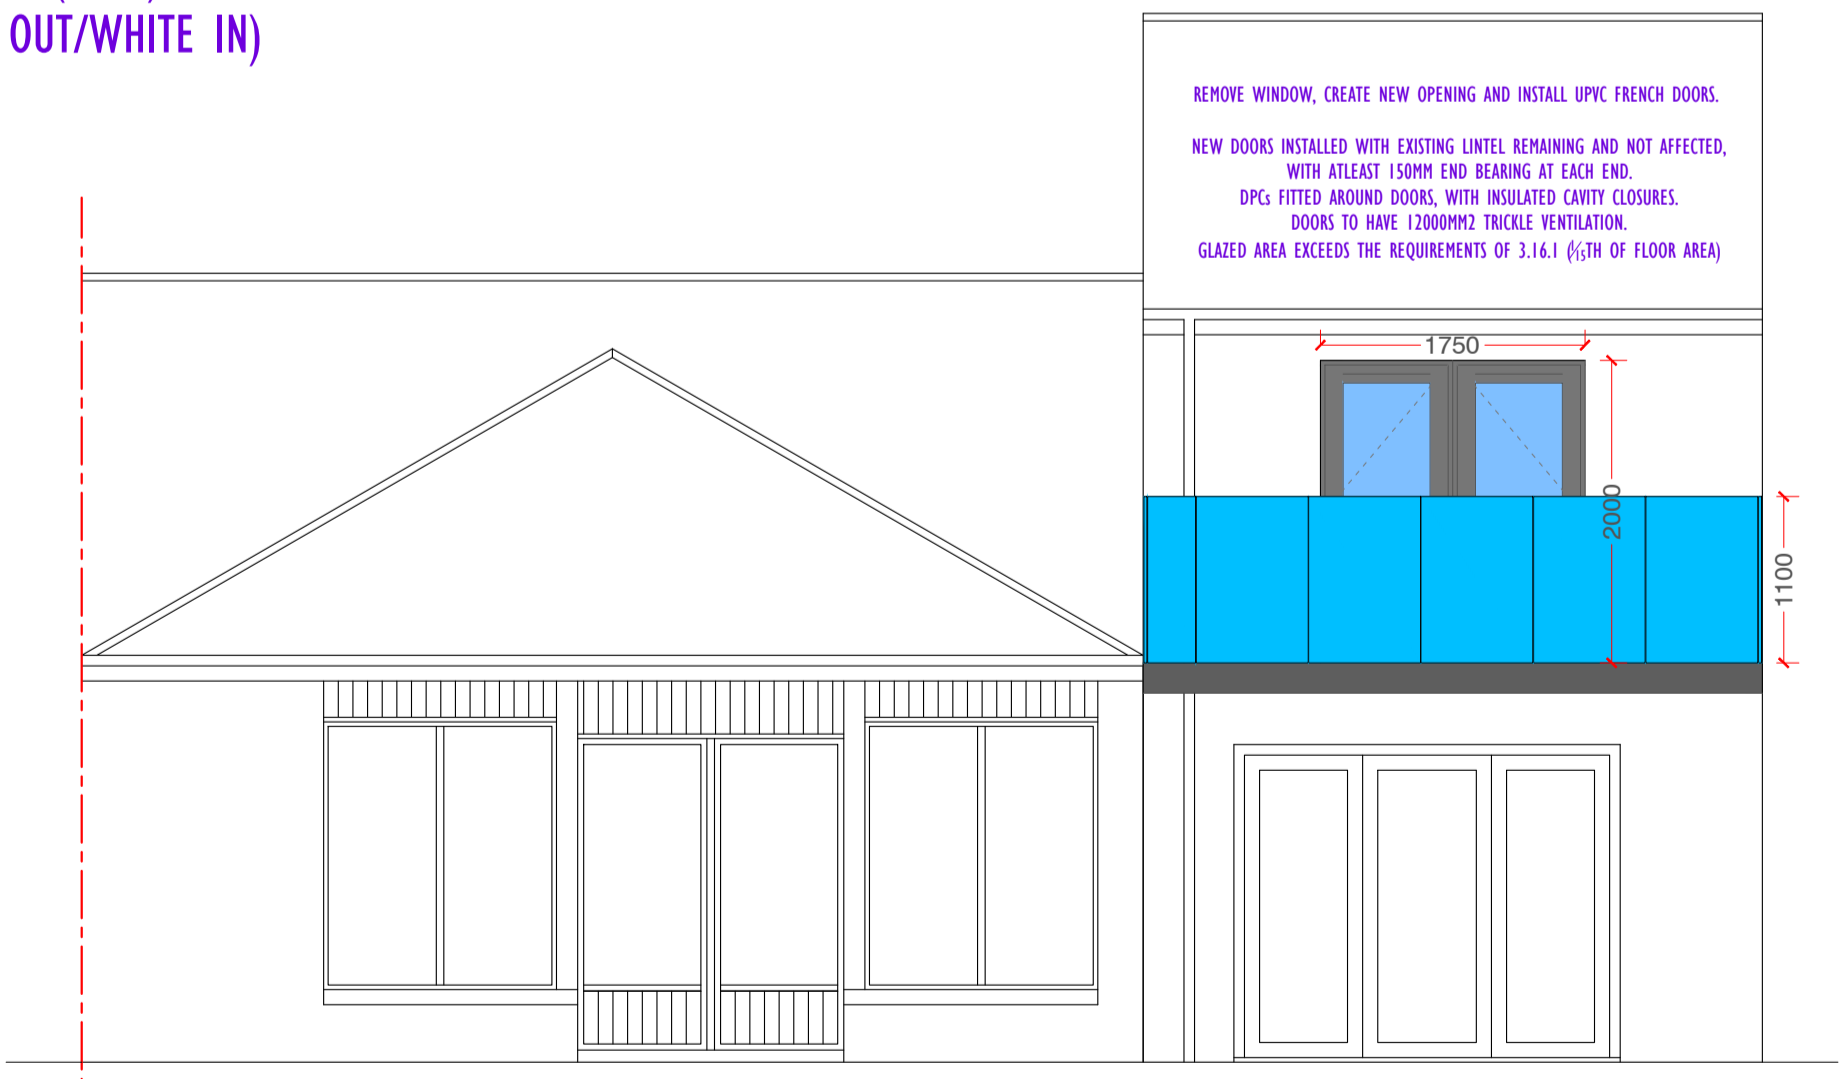 OUT/WHITE IN)
REMOVE WINDOW, CREATE NEW OPENING AND INSTALL UPVC FRENCH DOORS.
NEW DOORS INSTALLED WITH EXISTING LINTEL REMAINING AND NOT AFFECTED,
WITH ATLEAST 150MM END BEARING AT EACH END.
DPCs FITTED AROUND DOORS, WITH INSULATED CAVITY CLOSURES.
DOORS TO HAVE 12000MM2 TRICKLE VENTILATION.
GLAZED AREA EXCEEDS THE REQUIREMENTS OF 3.16.1 (1/15TH OF FLOOR AREA)
1750
2000
1100